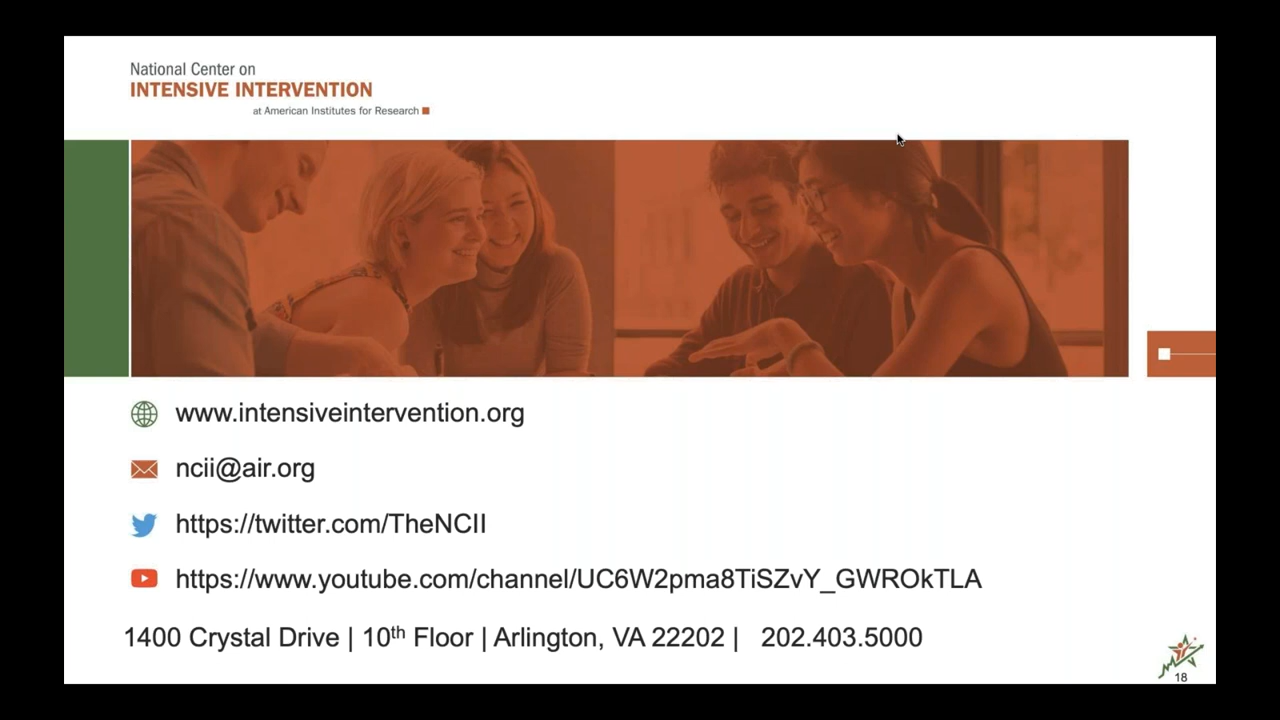 National Center on
INTENSIVE INTERVENTION
at American Institutes for Research
www.intensiveintervention.org
ncii@air.org
https://twitter.com/TheNCII
https://www.youtube.com/channel/UC6W2pma8TiSZvY_GWROkTLA
1400 Crystal Drive | 10th Floor | Arlington, VA 22202 | 202.403.5000
18